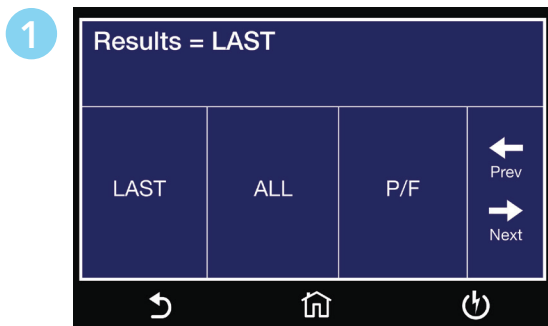 1
Results = LAST
LAST
ALL
P/F
Prev
Next